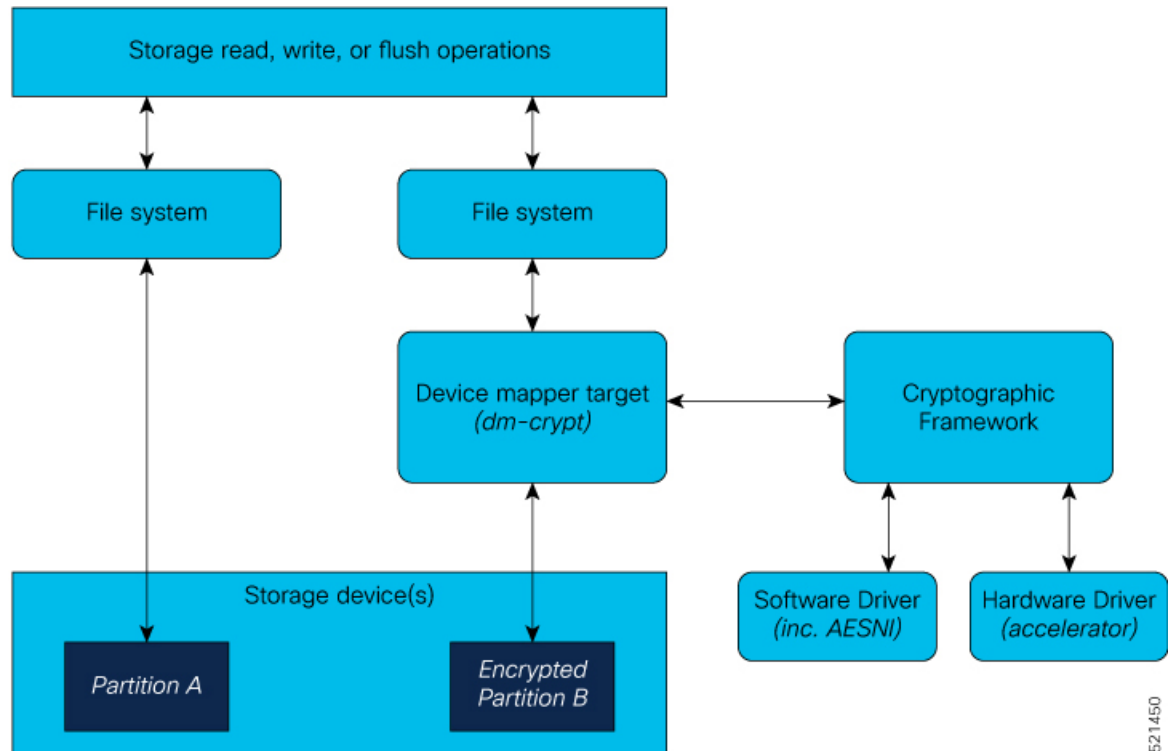 Storage read, write, or flush operations
File system
File system
Device mapper target
(dm-crypt)
Cryptographic
Framework
Storage device(s)
Software Driver
(inc. AESNI)
Hardware Driver
(accelerator)
Partition A
Encrypted
Partition B
521450